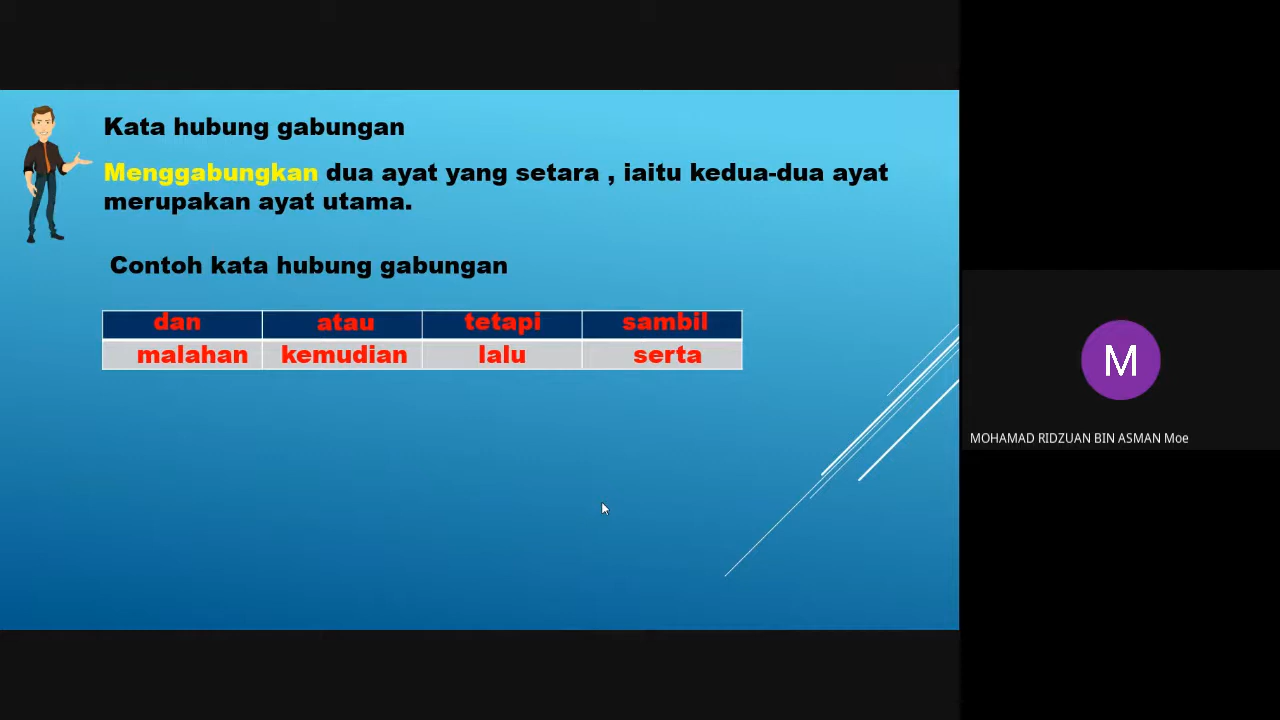 Kata hubung gabungan
Menggabungkan dua ayat yang setara , iaitu kedua-dua ayat
merupakan ayat utama.
Contoh kata hubung gabungan
dan atau tetapi sambil
malahan kemudian lalu serta
M
MOHAMAD RIDZUAN BIN ASMAN Moe